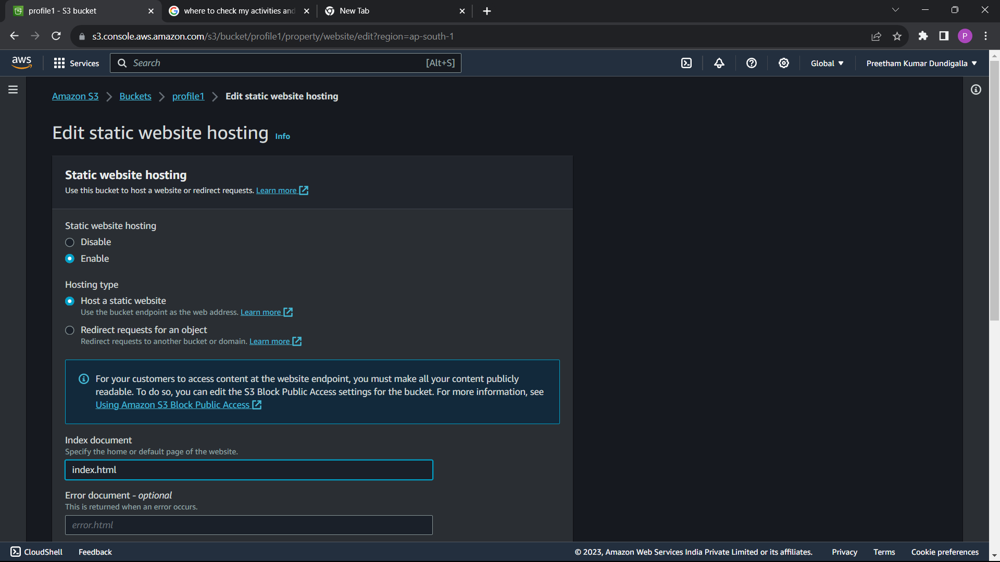 profile1 - S3 bucket
where to check my activities and
New Tab
s3.console.aws.amazon.com/s3/bucket/profile1/property/website/edit?region=ap-south-1
P
aws
Services
Search
[Alt+S]
Global
Preetham Kumar Dundigalla
Amazon S3 > Buckets > profile1 > Edit static website hosting
Edit static website hosting Info
Static website hosting
Use this bucket to host a website or redirect requests. Learn more
Static website hosting
Disable
Enable
Hosting type
Host a static website
Use the bucket endpoint as the web address. Learn more
Redirect requests for an object
Redirect requests to another bucket or domain. Learn more
For your customers to access content at the website endpoint, you must make all your content publicly
readable. To do so, you can edit the S3 Block Public Access settings for the bucket. For more information, see
Using Amazon S3 Block Public Access
Index document
Specify the home or default page of the website.
index.html
Error document - optional
This is returned when an error occurs.
error.html
CloudShell
Feedback
© 2023, Amazon Web Services India Private Limited or its affiliates.
Privacy
Terms
Cookie preferences